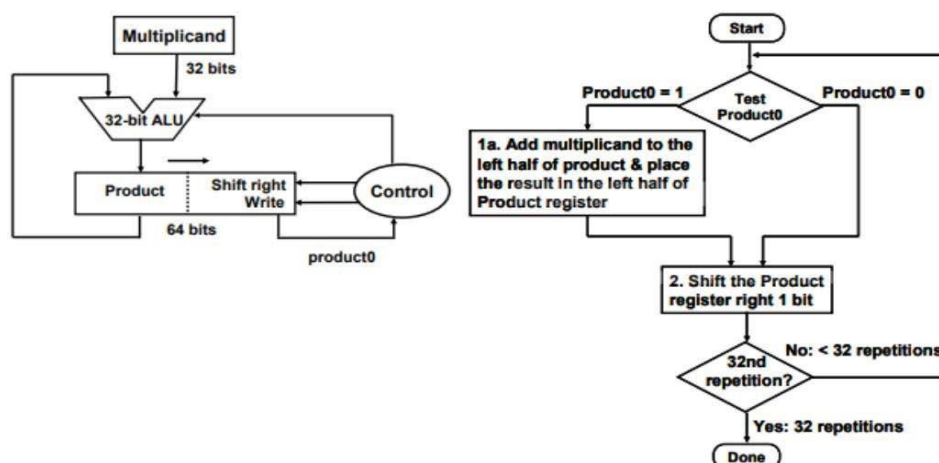 Multiplicand
32 bits
32-bit ALU
Product
Shift right
Write
Control
64 bits
product0
Start
Product0 = 1
Test
Product0
Product0 = 0
1a. Add multiplicand to the
left half of product & place
the result in the left half of
Product register
2. Shift the Product
register right 1 bit
32nd
repetition?
No: < 32 repetitions
Yes: 32 repetitions
Done